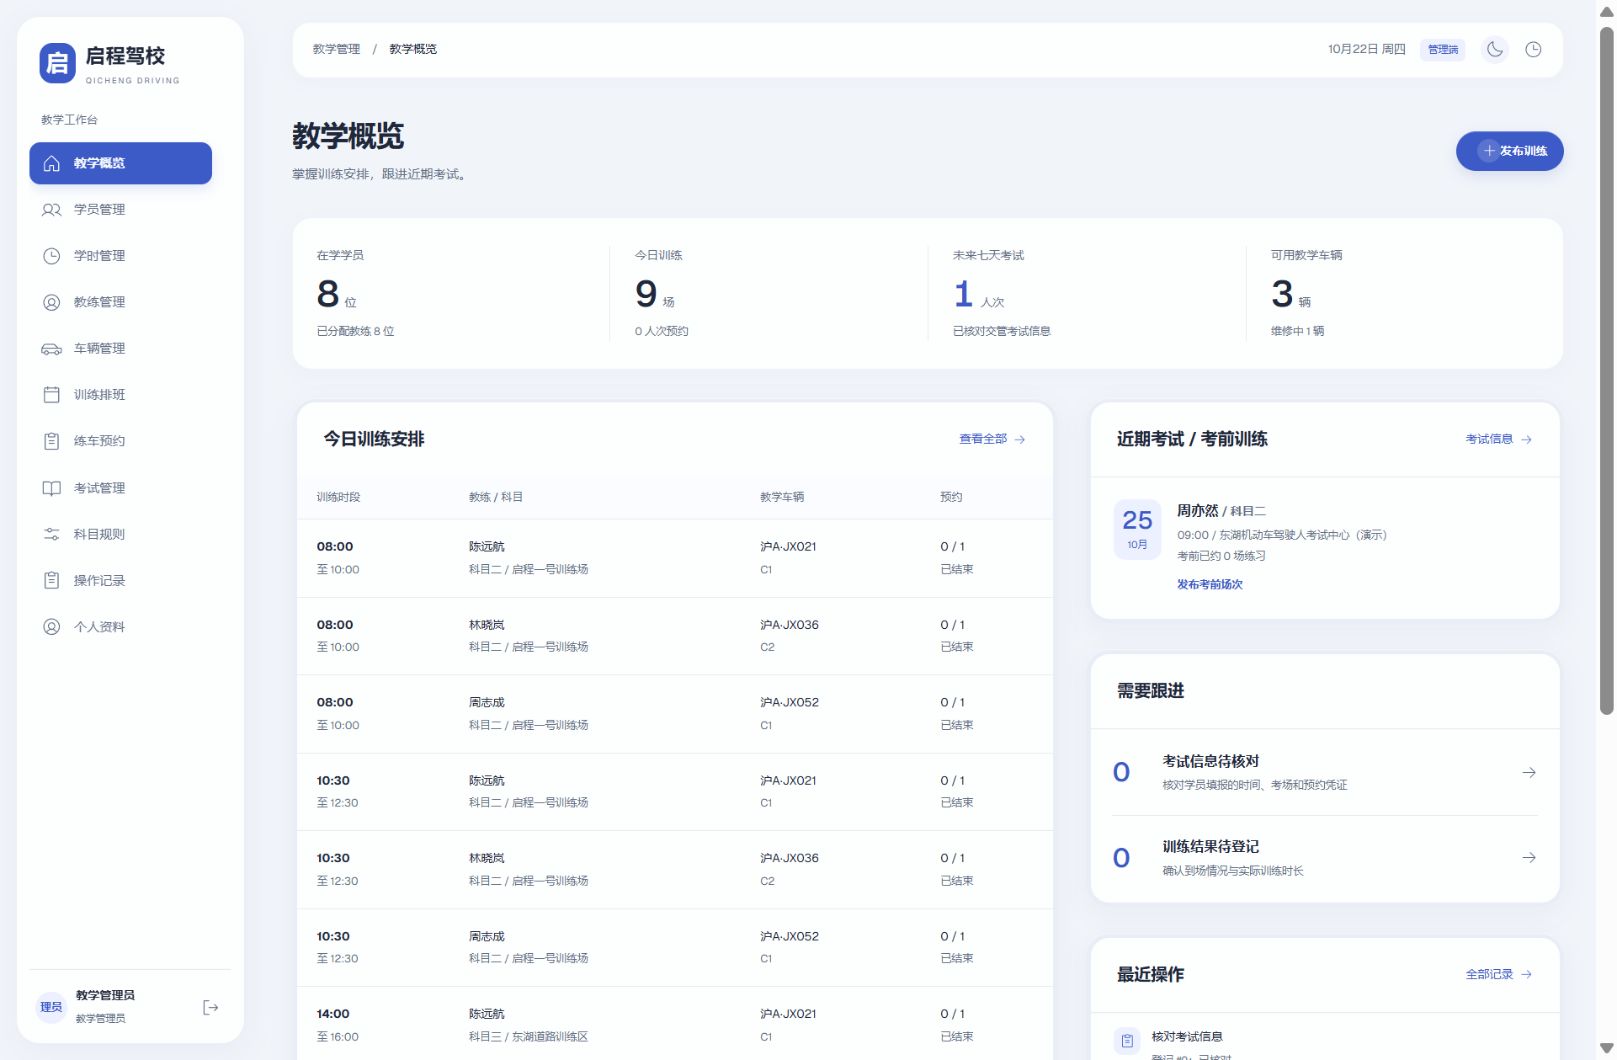 启 启程驾校
QICHENG DRIVING
教学工作台
教学概览
学员管理
学时管理
教练管理
车辆管理
训练排班
练车预约
考试管理
科目规则
操作记录
个人资料
理员 教学管理员
教学管理员
教学管理 / 教学概览
10月22日 周四 管理端
教学概览
掌握训练安排，跟进近期考试。
发布训练
在学学员
8 位
已分配教练 8 位
今日训练
9 场
0 人次预约
未来七天考试
1 人次
已核对交管考试信息
可用教学车辆
3 辆
维修中 1 辆
今日训练安排 查看全部
训练时段 教练 / 科目 教学车辆 预约
08:00 陈远航 沪A·JX021 0 / 1
至 10:00 科目二 / 启程一号训练场 C1 已结束
08:00 林晓岚 沪A·JX036 0 / 1
至 10:00 科目二 / 启程一号训练场 C2 已结束
08:00 周志成 沪A·JX052 0 / 1
至 10:00 科目二 / 启程一号训练场 C1 已结束
10:30 陈远航 沪A·JX021 0 / 1
至 12:30 科目二 / 启程一号训练场 C1 已结束
10:30 林晓岚 沪A·JX036 0 / 1
至 12:30 科目二 / 启程一号训练场 C2 已结束
10:30 周志成 沪A·JX052 0 / 1
至 12:30 科目二 / 启程一号训练场 C1 已结束
14:00 陈远航 沪A·JX021 0 / 1
至 16:00 科目三 / 东湖道路训练区 C1 已结束
近期考试 / 考前训练 考试信息
25
10月
周亦然 / 科目二
09:00 / 东湖机动车驾驶人考试中心（演示）
考前已约 0 场练习
发布考前场次
需要跟进
0 考试信息待核对
核对学员填报的时间、考场和预约凭证
0 训练结果待登记
确认到场情况与实际训练时长
最近操作 全部记录
核对考试信息